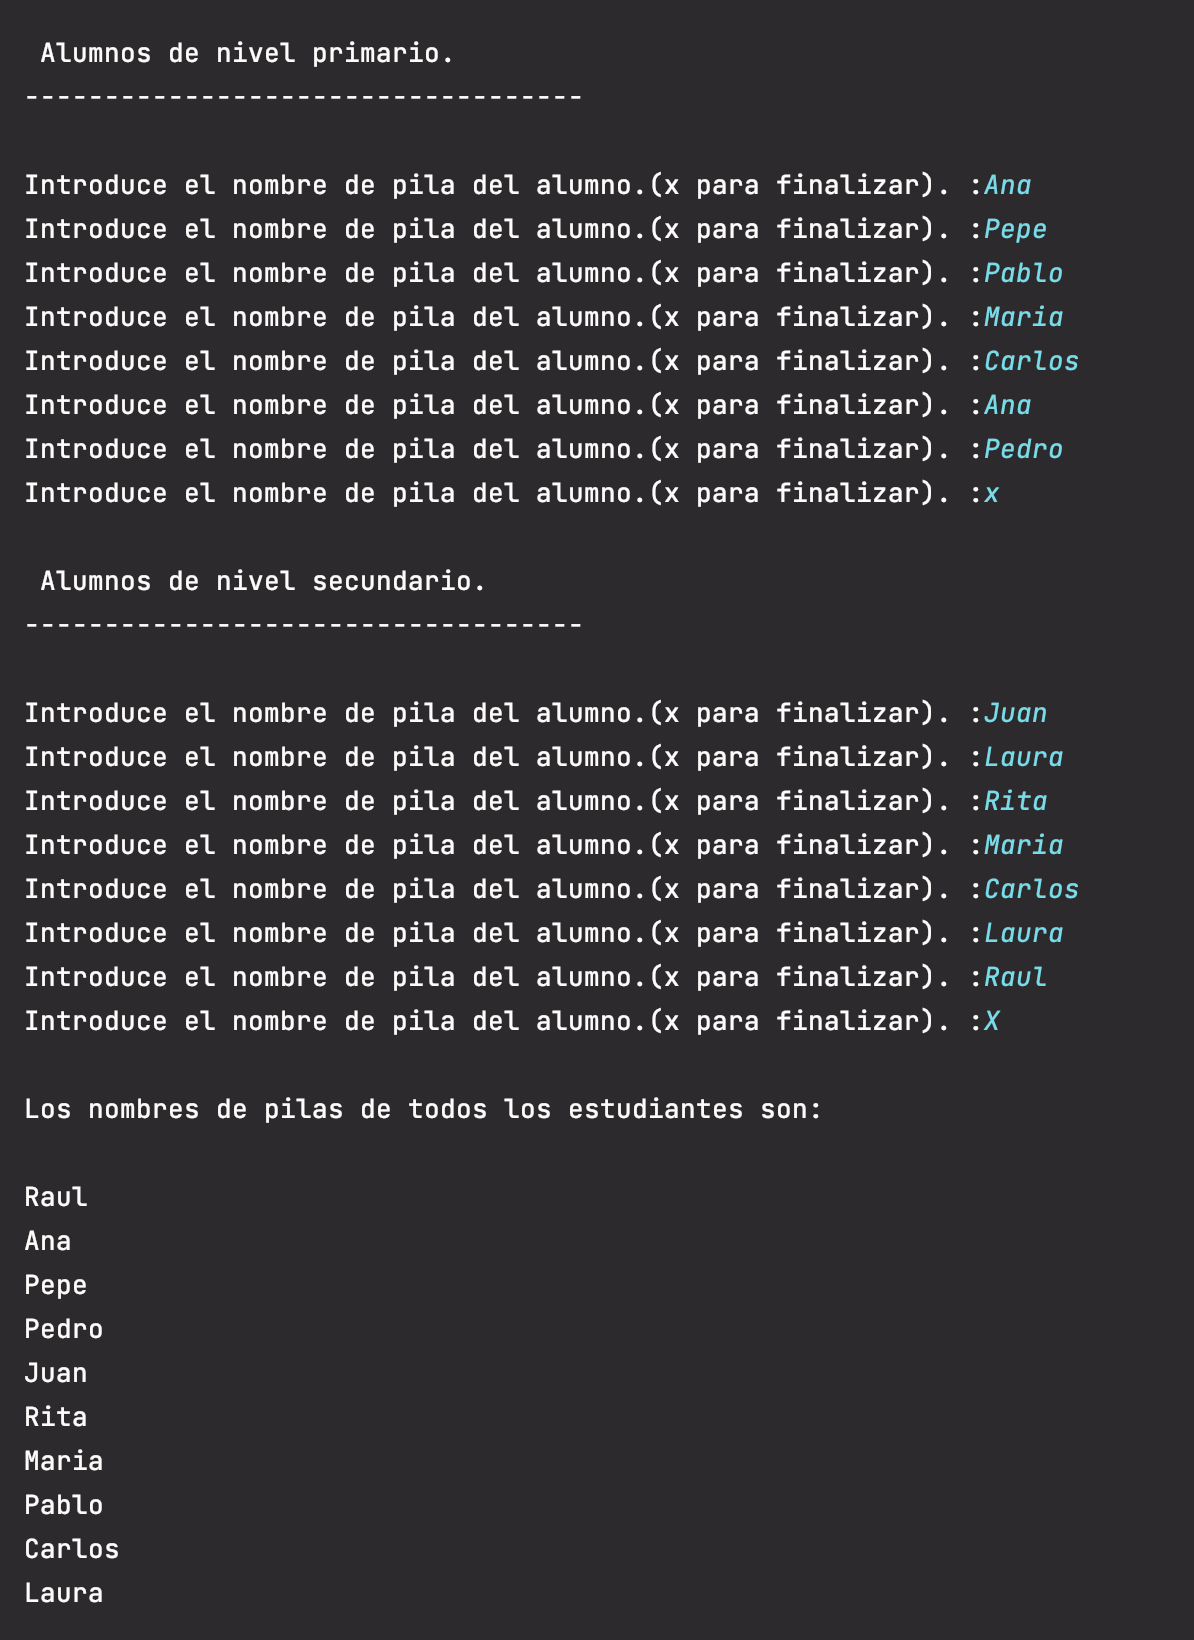 Alumnos de nivel primario.
-----------------------------------
Introduce el nombre de pila del alumno.(x para finalizar). :Ana
Introduce el nombre de pila del alumno.(x para finalizar). :Pepe
Introduce el nombre de pila del alumno.(x para finalizar). :Pablo
Introduce el nombre de pila del alumno.(x para finalizar). :Maria
Introduce el nombre de pila del alumno.(x para finalizar). :Carlos
Introduce el nombre de pila del alumno.(x para finalizar). :Ana
Introduce el nombre de pila del alumno.(x para finalizar). :Pedro
Introduce el nombre de pila del alumno.(x para finalizar). :x
Alumnos de nivel secundario.
-----------------------------------
Introduce el nombre de pila del alumno.(x para finalizar). :Juan
Introduce el nombre de pila del alumno.(x para finalizar). :Laura
Introduce el nombre de pila del alumno.(x para finalizar). :Rita
Introduce el nombre de pila del alumno.(x para finalizar). :Maria
Introduce el nombre de pila del alumno.(x para finalizar). :Carlos
Introduce el nombre de pila del alumno.(x para finalizar). :Laura
Introduce el nombre de pila del alumno.(x para finalizar). :Raul
Introduce el nombre de pila del alumno.(x para finalizar). :X
Los nombres de pilas de todos los estudiantes son:
Raul
Ana
Pepe
Pedro
Juan
Rita
Maria
Pablo
Carlos
Laura